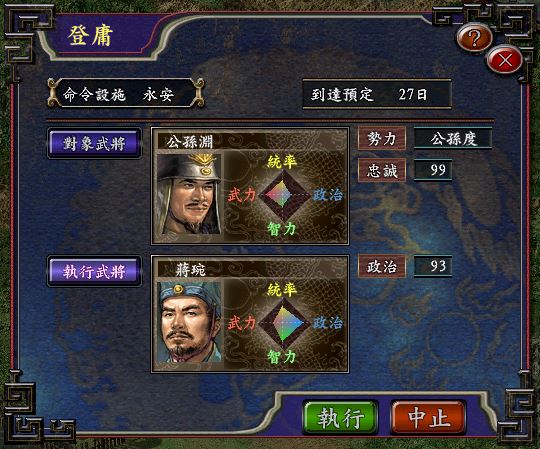 登庸
?
命令設施 永安
到達預定 27日
對象武將
公孫淵
統率
武力
政治
智力
勢力 公孫度
忠誠 99
執行武將
蔣琬
統率
武力
政治
智力
政治 93
執行
中止